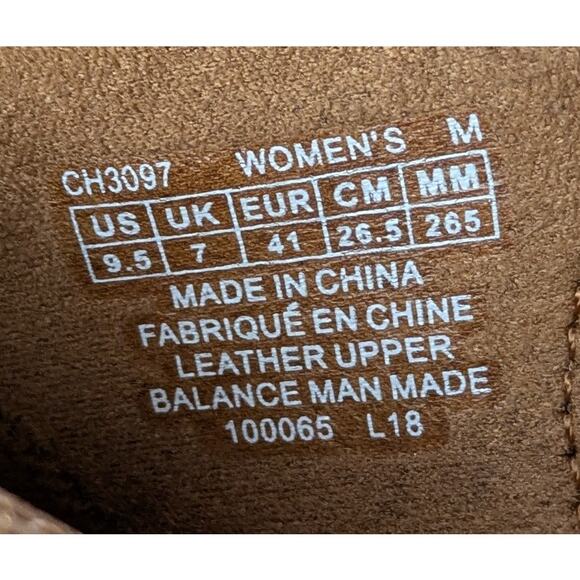 CH3097 WOMEN'S M
US UK EUR CM MM
9.5 7 41 26.5 265
MADE IN CHINA
FABRIQUÉ EN CHINE
LEATHER UPPER
BALANCE MAN MADE
100065 L18